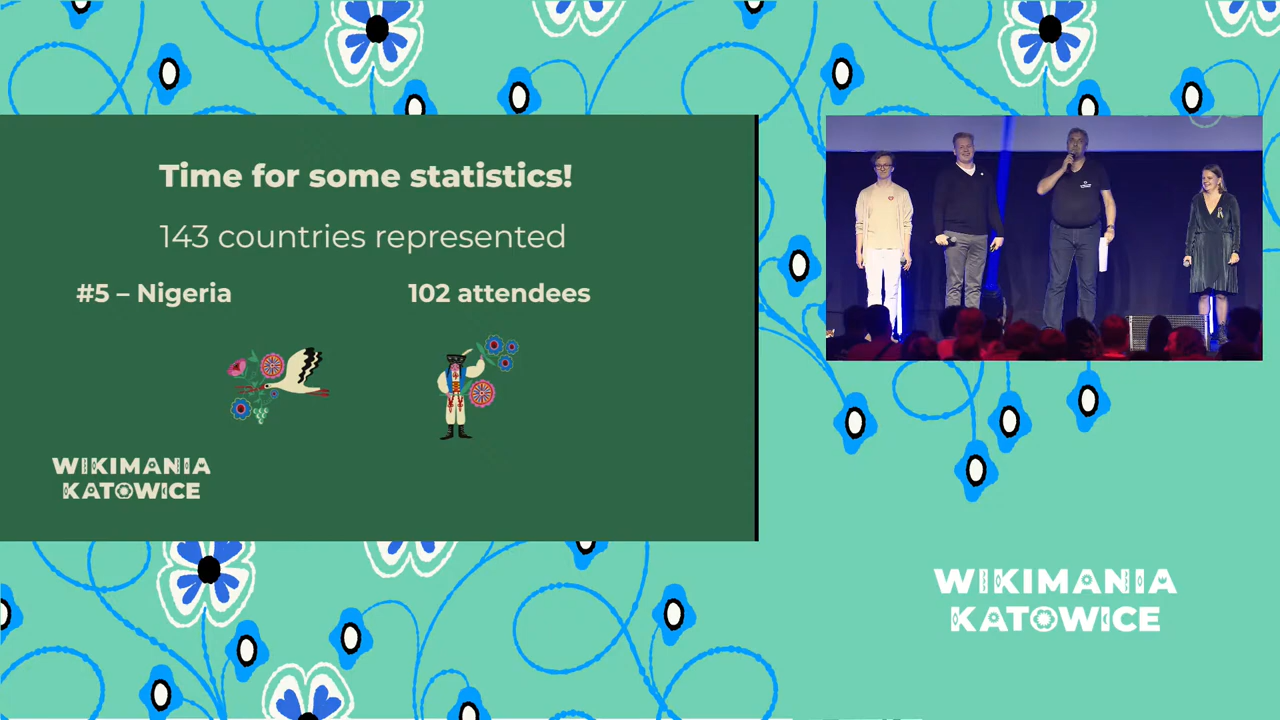 Time for some statistics!
143 countries represented
#5 – Nigeria
102 attendees
WIKIMANIA
KATOWICE
WIKIMANIA
KATOWICE